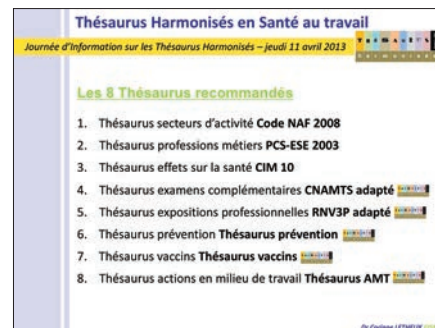 Thésaurus Harmonisés en Santé au travail
Journée d'Information sur les Thésaurus Harmonisés – jeudi 11 avril 2013
Les 8 Thésaurus recommandés
1. Thésaurus secteurs d'activité Code NAF 2008
2. Thésaurus professions métiers PCS-ESE 2003
3. Thésaurus effets sur la santé CIM 10
4. Thésaurus examens complémentaires CNAMTS adapté
5. Thésaurus expositions professionnelles RNV3P adapté
6. Thésaurus prévention Thésaurus prévention
7. Thésaurus vaccins Thésaurus vaccins
8. Thésaurus actions en milieu de travail Thésaurus AMT
Dr Corinne LETHEUX